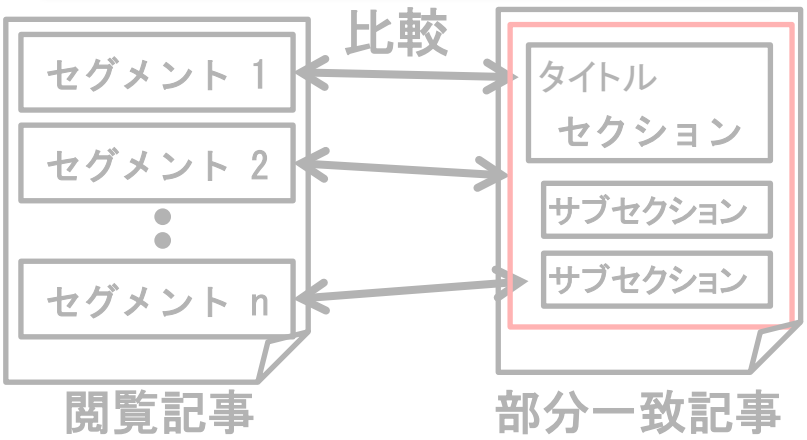 比較
セグメント 1
セグメント 2
セグメント n
閲覧記事
タイトル
セクション
サブセクション
サブセクション
部分一致記事